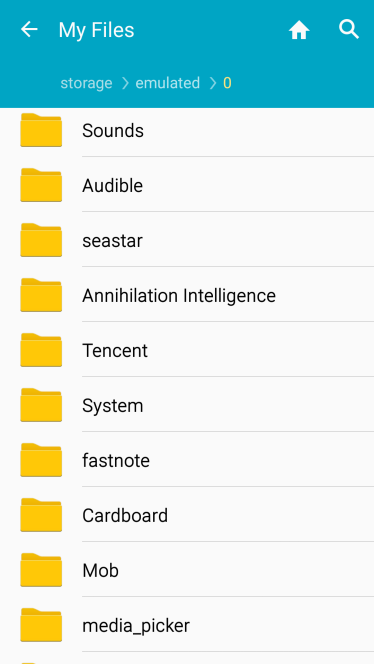 My Files
storage > emulated > 0
Sounds
Audible
seastar
Annihilation Intelligence
Tencent
System
fastnote
Cardboard
Mob
media_picker